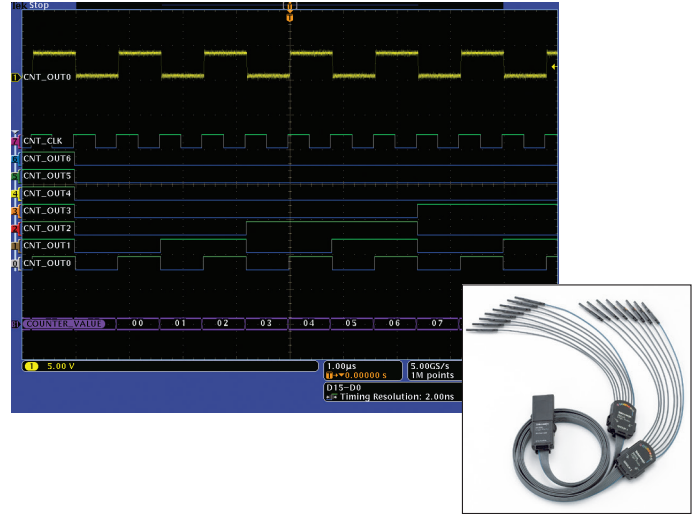 Stop
CNT_OUT0
CNT_CLK
CNT_OUT6
CNT_OUT5
CNT_OUT4
CNT_OUT3
CNT_OUT2
CNT_OUT1
CNT_OUT0
COUNTER_VALUE 00 01 02 03 04 05 06 07
1 5.00 V
1.00μs 5.00GS/s
T→▼0.00000 s 1M points
D15-D0
Timing Resolution: 2.00ns